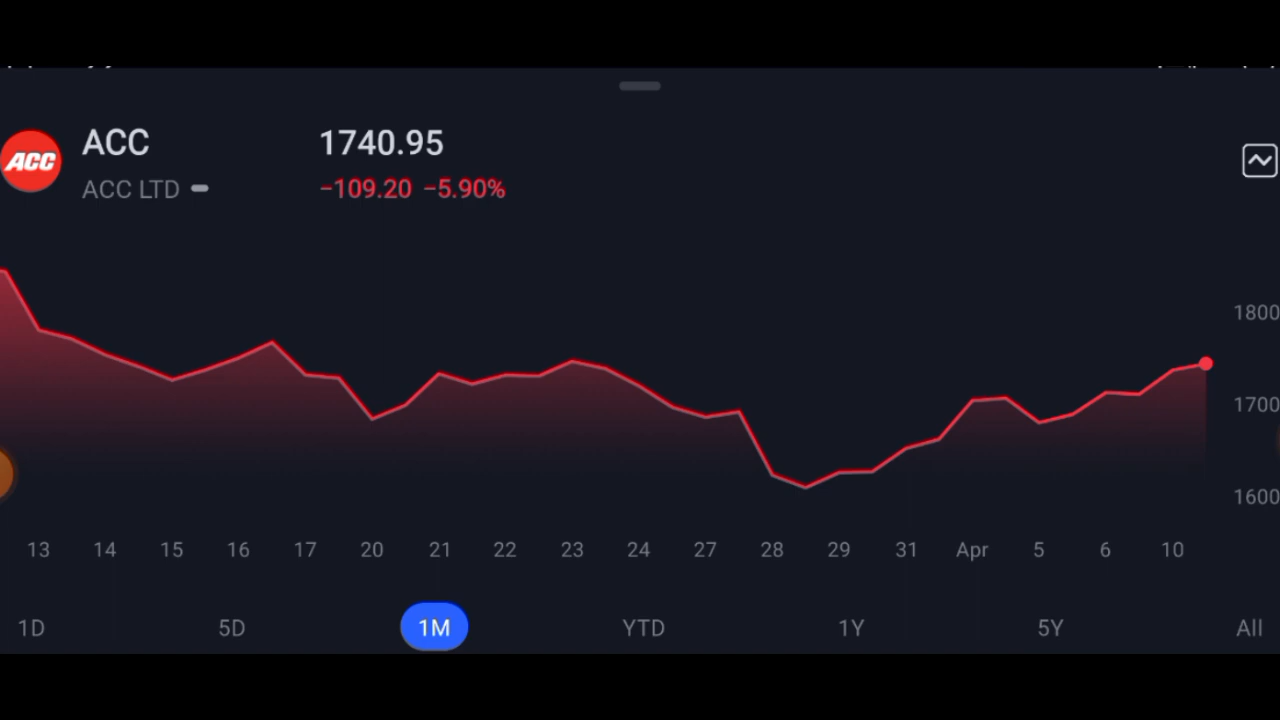 ACC
ACC 1740.95
ACC LTD −109.20 −5.90%
1800
1700
1600
13 14 15 16 17 20 21 22 23 24 27 28 29 31 Apr 5 6 10
1D 5D 1M YTD 1Y 5Y All